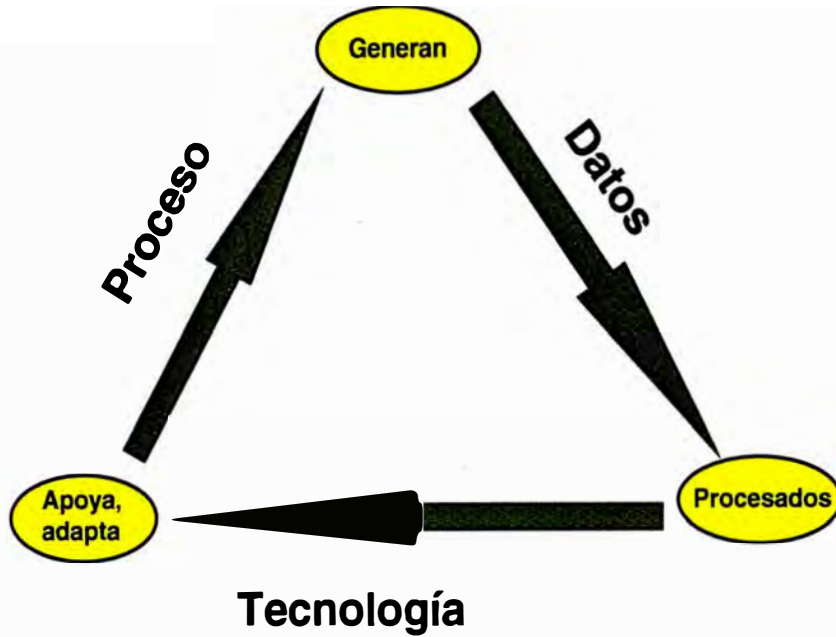 Generan
Proceso
Datos
Apoya,
adapta
Procesados
Tecnología